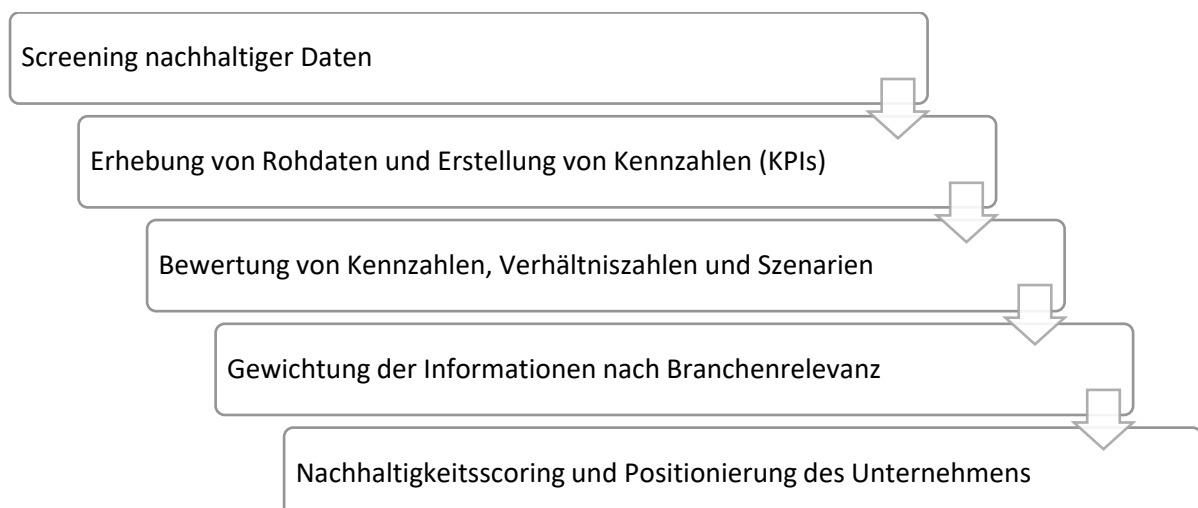 Screening nachhaltiger Daten
Erhebung von Rohdaten und Erstellung von Kennzahlen (KPIs)
Bewertung von Kennzahlen, Verhältniszahlen und Szenarien
Gewichtung der Informationen nach Branchenrelevanz
Nachhaltigkeitsscoring und Positionierung des Unternehmens